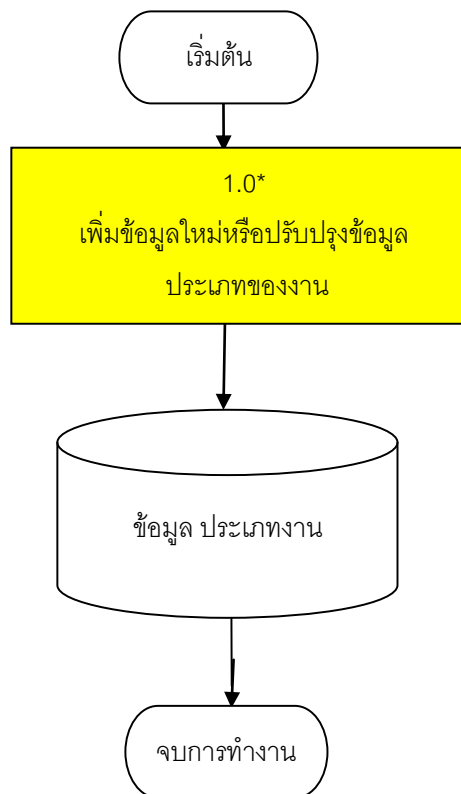 เริ่มต้น
1.0*
เพิ่มข้อมูลใหม่หรือปรับปรุงข้อมูล
ประเภทของงาน
ข้อมูล ประเภทงาน
จบการทำงาน